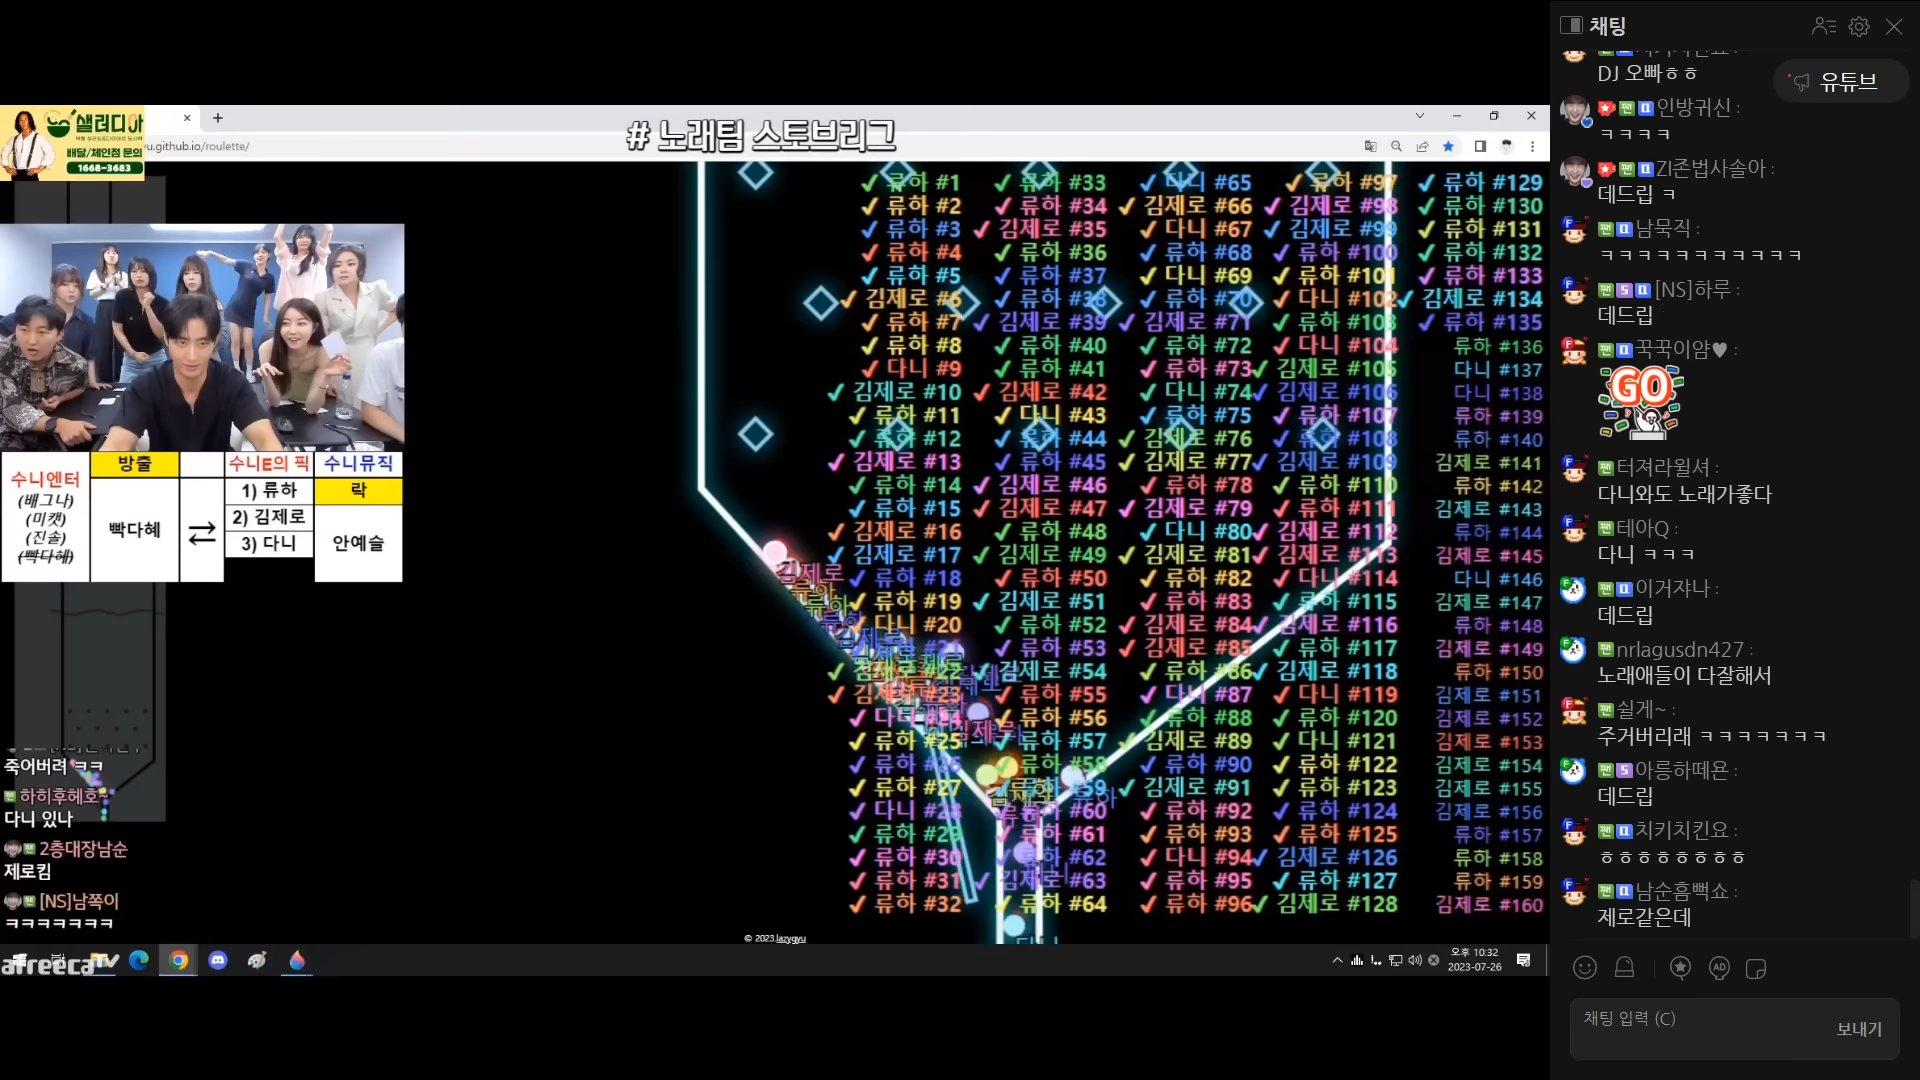 샐러디아
배달/체인점 문의
1668-3683
yu.github.io/roulette/
# 노래팀 스토브리그
수니엔터
(배그나)
(미캣)
(진솔)
(빡다혜)
방출
빡다혜
수니E의 픽
1) 류하
2) 김제로
3) 다니
수니뮤직
락
안예슬
죽어버려 ㅋㅋ
하히후헤호~
다니 있나
2층대장남순
제로킴
[NS]남쪽이
ㅋㅋㅋㅋㅋㅋㅋ
afreecaTV
류하 #1
류하 #2
류하 #3
류하 #4
류하 #5
김제로 #6
류하 #7
류하 #8
다니 #9
김제로 #10
류하 #11
류하 #12
김제로 #13
류하 #14
류하 #15
김제로 #16
김제로 #17
류하 #18
류하 #19
다니 #20
류하 #27
류하 #30
류하 #31
류하 #32
류하 #33
류하 #34
김제로 #35
류하 #36
류하 #37
류하 #38
김제로 #39
류하 #40
류하 #41
김제로 #42
다니 #43
류하 #44
류하 #45
김제로 #46
김제로 #47
류하 #48
김제로 #49
류하 #50
김제로 #51
류하 #52
류하 #53
김제로 #54
류하 #55
류하 #56
류하 #57
류하 #62
김제로 #63
류하 #64
다니 #65
김제로 #66
다니 #67
류하 #68
다니 #69
류하 #70
김제로 #71
류하 #72
류하 #73
다니 #74
류하 #75
김제로 #76
김제로 #77
류하 #78
김제로 #79
다니 #80
김제로 #81
류하 #82
류하 #83
김제로 #84
김제로 #85
류하 #86
다니 #87
류하 #88
김제로 #89
류하 #90
김제로 #91
류하 #92
류하 #93
다니 #94
류하 #95
류하 #96
류하 #97
김제로 #98
김제로 #99
류하 #100
류하 #101
다니 #102
류하 #103
다니 #104
김제로 #105
김제로 #106
류하 #107
류하 #108
김제로 #109
류하 #110
류하 #111
김제로 #112
김제로 #113
다니 #114
류하 #115
김제로 #116
류하 #117
김제로 #118
다니 #119
류하 #120
다니 #121
류하 #122
류하 #123
류하 #124
류하 #125
김제로 #126
류하 #127
김제로 #128
류하 #129
류하 #130
류하 #131
류하 #132
류하 #133
김제로 #134
류하 #135
류하 #136
다니 #137
다니 #138
류하 #139
류하 #140
김제로 #141
류하 #142
김제로 #143
류하 #144
김제로 #145
다니 #146
김제로 #147
류하 #148
김제로 #149
류하 #150
김제로 #151
김제로 #152
김제로 #153
김제로 #154
김제로 #155
김제로 #156
류하 #157
류하 #158
류하 #159
김제로 #160
© 2023.lazygyu
오후 10:32
2023-07-26
채팅
유튜브
DJ 오빠ㅎㅎ
인방귀신 :
ㅋㅋㅋㅋ
ZI존법사솔아 :
데드립 ㅋ
남묵직 :
ㅋㅋㅋㅋㅋㅋㅋㅋㅋㅋㅋ
[NS]하루 :
데드립
꾹꾹이얌♥ :
GO
터져라윌셔 :
다니와도 노래가좋다
테아Q :
다니 ㅋㅋㅋ
이거쟈나 :
데드립
nrlagusdn427 :
노래애들이 다잘해서
쉴게~ :
주거버리래 ㅋㅋㅋㅋㅋㅋㅋ
아릉하떼욘 :
데드립
치키치킨요 :
ㅎㅎㅎㅎㅎㅎㅎㅎ
남순흠뻑쇼 :
제로같은데
채팅 입력 (C)
보내기